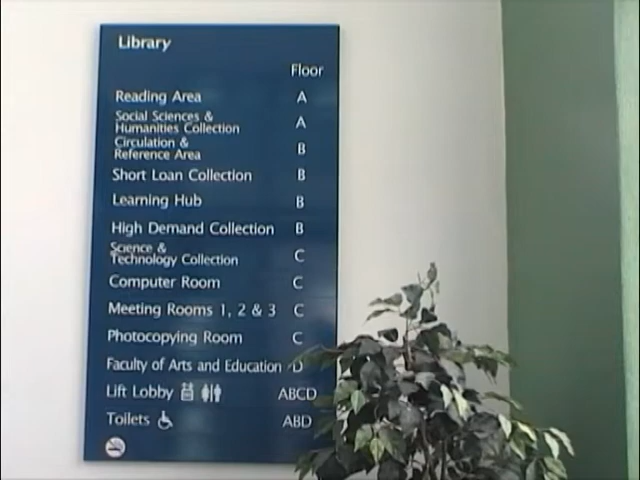 Library
Floor
Reading Area A
Social Sciences &
Humanities Collection A
Circulation &
Reference Area B
Short Loan Collection B
Learning Hub B
High Demand Collection B
Science &
Technology Collection C
Computer Room C
Meeting Rooms 1, 2 & 3 C
Photocopying Room C
Faculty of Arts and Education D
Lift Lobby ABCD
Toilets ABD